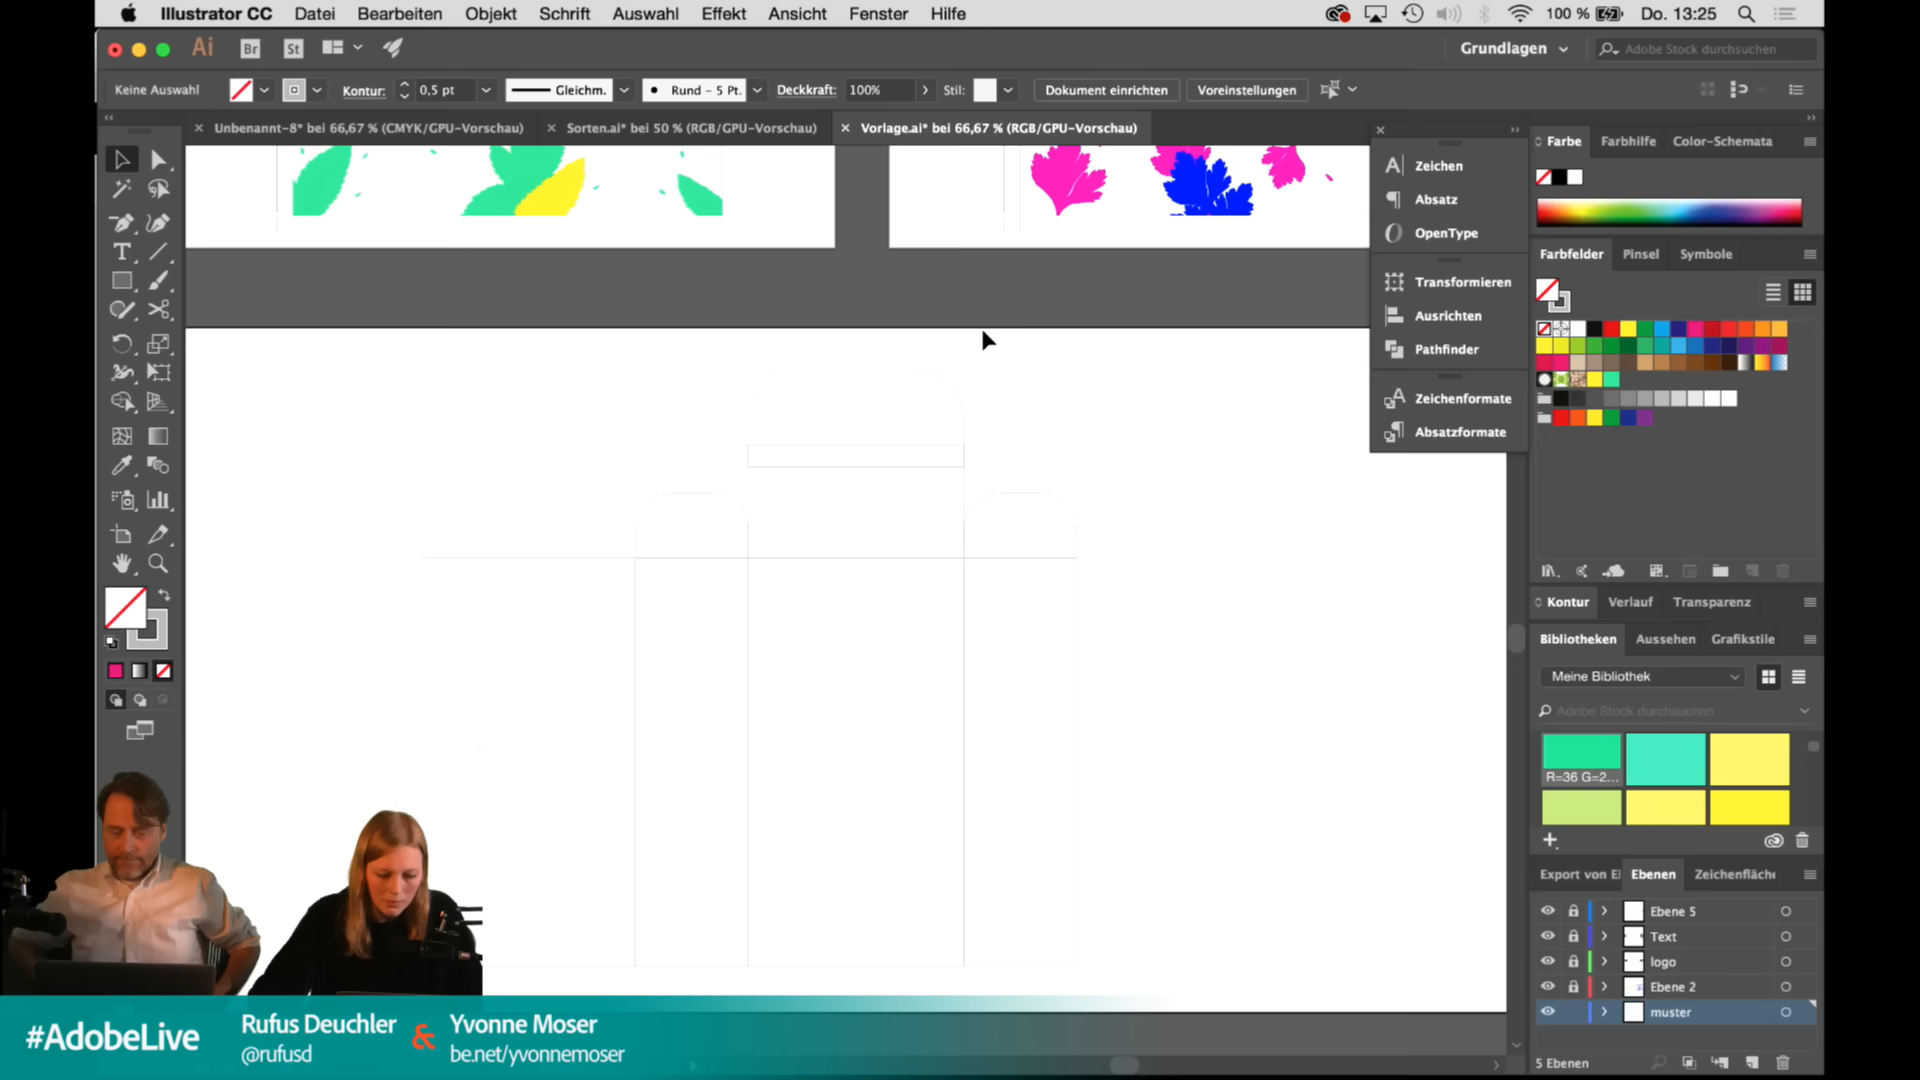 Illustrator CC Datei Bearbeiten Objekt Schrift Auswahl Effekt Ansicht Fenster Hilfe 100 % Do. 13:25
Ai Br St Grundlagen Adobe Stock durchsuchen
Keine Auswahl Kontur: 0,5 pt Gleichm. Rund - 5 Pt. Deckkraft: 100% Stil: Dokument einrichten Voreinstellungen
Unbenannt-8* bei 66,67 % (CMYK/GPU-Vorschau) Sorten.ai* bei 50 % (RGB/GPU-Vorschau) Vorlage.ai* bei 66,67 % (RGB/GPU-Vorschau)
Farbe Farbhilfe Color-Schemata
Zeichen
Absatz
OpenType
Transformieren
Ausrichten
Pathfinder
Zeichenformate
Absatzformate
Farbfelder Pinsel Symbole
Kontur Verlauf Transparenz
Bibliotheken Aussehen Grafikstile
Meine Bibliothek
Adobe Stock durchsuchen
R=36 G=2...
Export von El Ebenen Zeichenfläche
Ebene 5
Text
logo
Ebene 2
muster
5 Ebenen
#AdobeLive
Rufus Deuchler & Yvonne Moser
@rufusd be.net/yvonnemoser